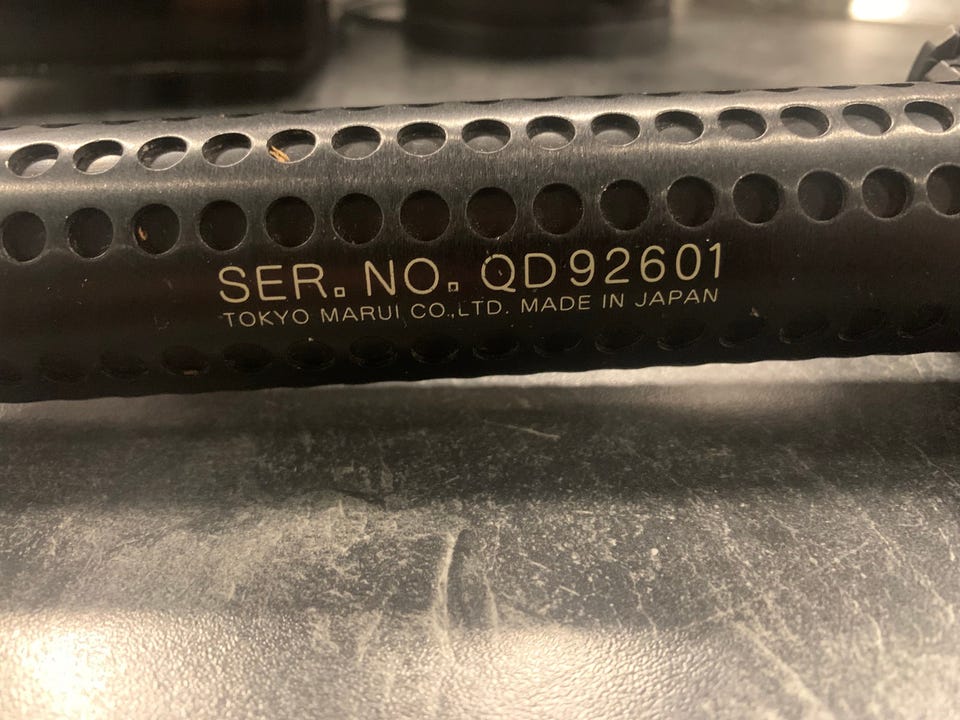 SER. NO. QD92601
TOKYO MARUI CO.,LTD. MADE IN JAPAN